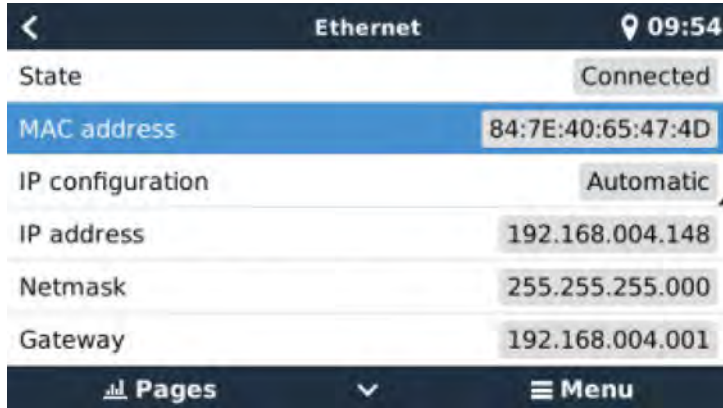 Ethernet 09:54
State Connected
MAC address 84:7E:40:65:47:4D
IP configuration Automatic
IP address 192.168.004.148
Netmask 255.255.255.000
Gateway 192.168.004.001
Pages Menu